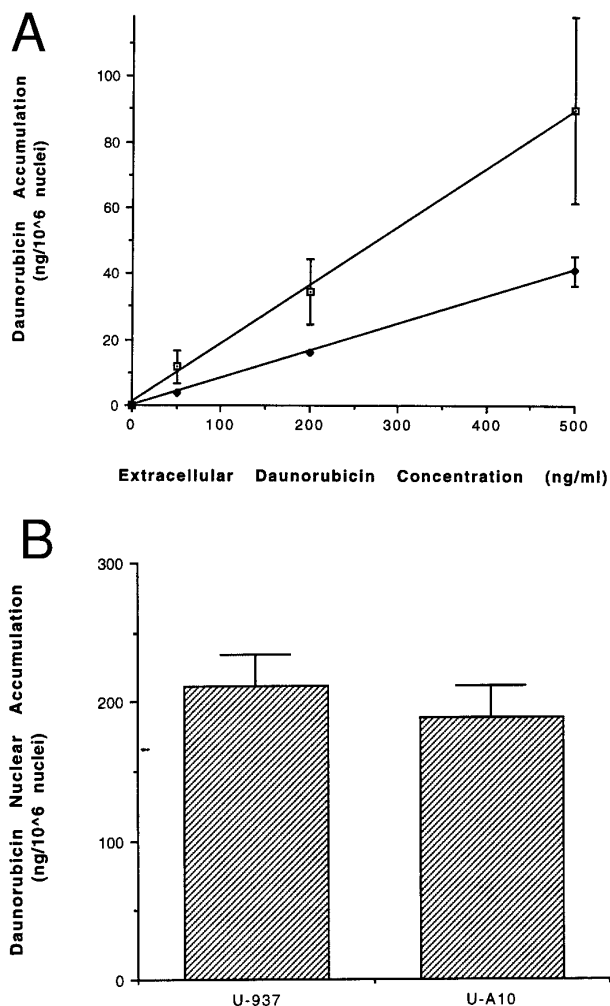 A
Daunorubicin Accumulation
(ng/10^6 nuclei)
100
80
60
40
20
0
0 100 200 300 400 500
Extracellular Daunorubicin Concentration (ng/ml)
B
Daunorubicin Nuclear Accumulation
(ng/10^6 nuclei)
300
200
100
0
U-937 U-A10